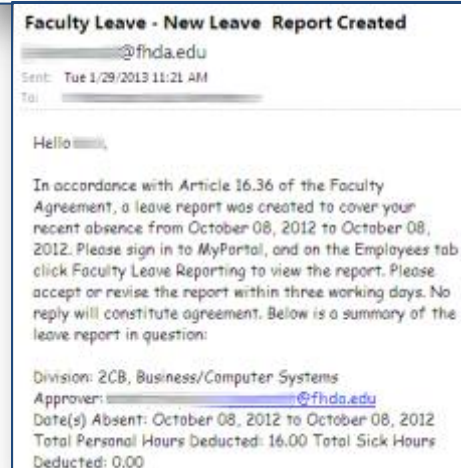 Faculty Leave - New Leave Report Created
@fhda.edu
Sent: Tue 1/29/2013 11:21 AM
To:
Hello
In accordance with Article 16.36 of the Faculty
Agreement, a leave report was created to cover your
recent absence from October 08, 2012 to October 08,
2012. Please sign in to MyPortal, and on the Employees tab
click Faculty Leave Reporting to view the report. Please
accept or revise the report within three working days. No
reply will constitute agreement. Below is a summary of the
leave report in question:
Division: 2CB, Business/Computer Systems
Approver: @fhda.edu
Date(s) Absent: October 08, 2012 to October 08, 2012
Total Personal Hours Deducted: 16.00 Total Sick Hours
Deducted: 0.00